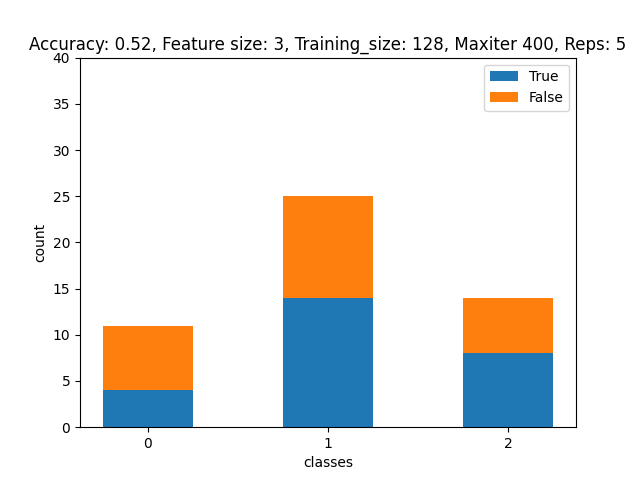 Accuracy: 0.52, Feature size: 3, Training_size: 128, Maxiter 400, Reps: 5
True
False
40
35
30
25
20
15
10
5
0
count
0 1 2
classes